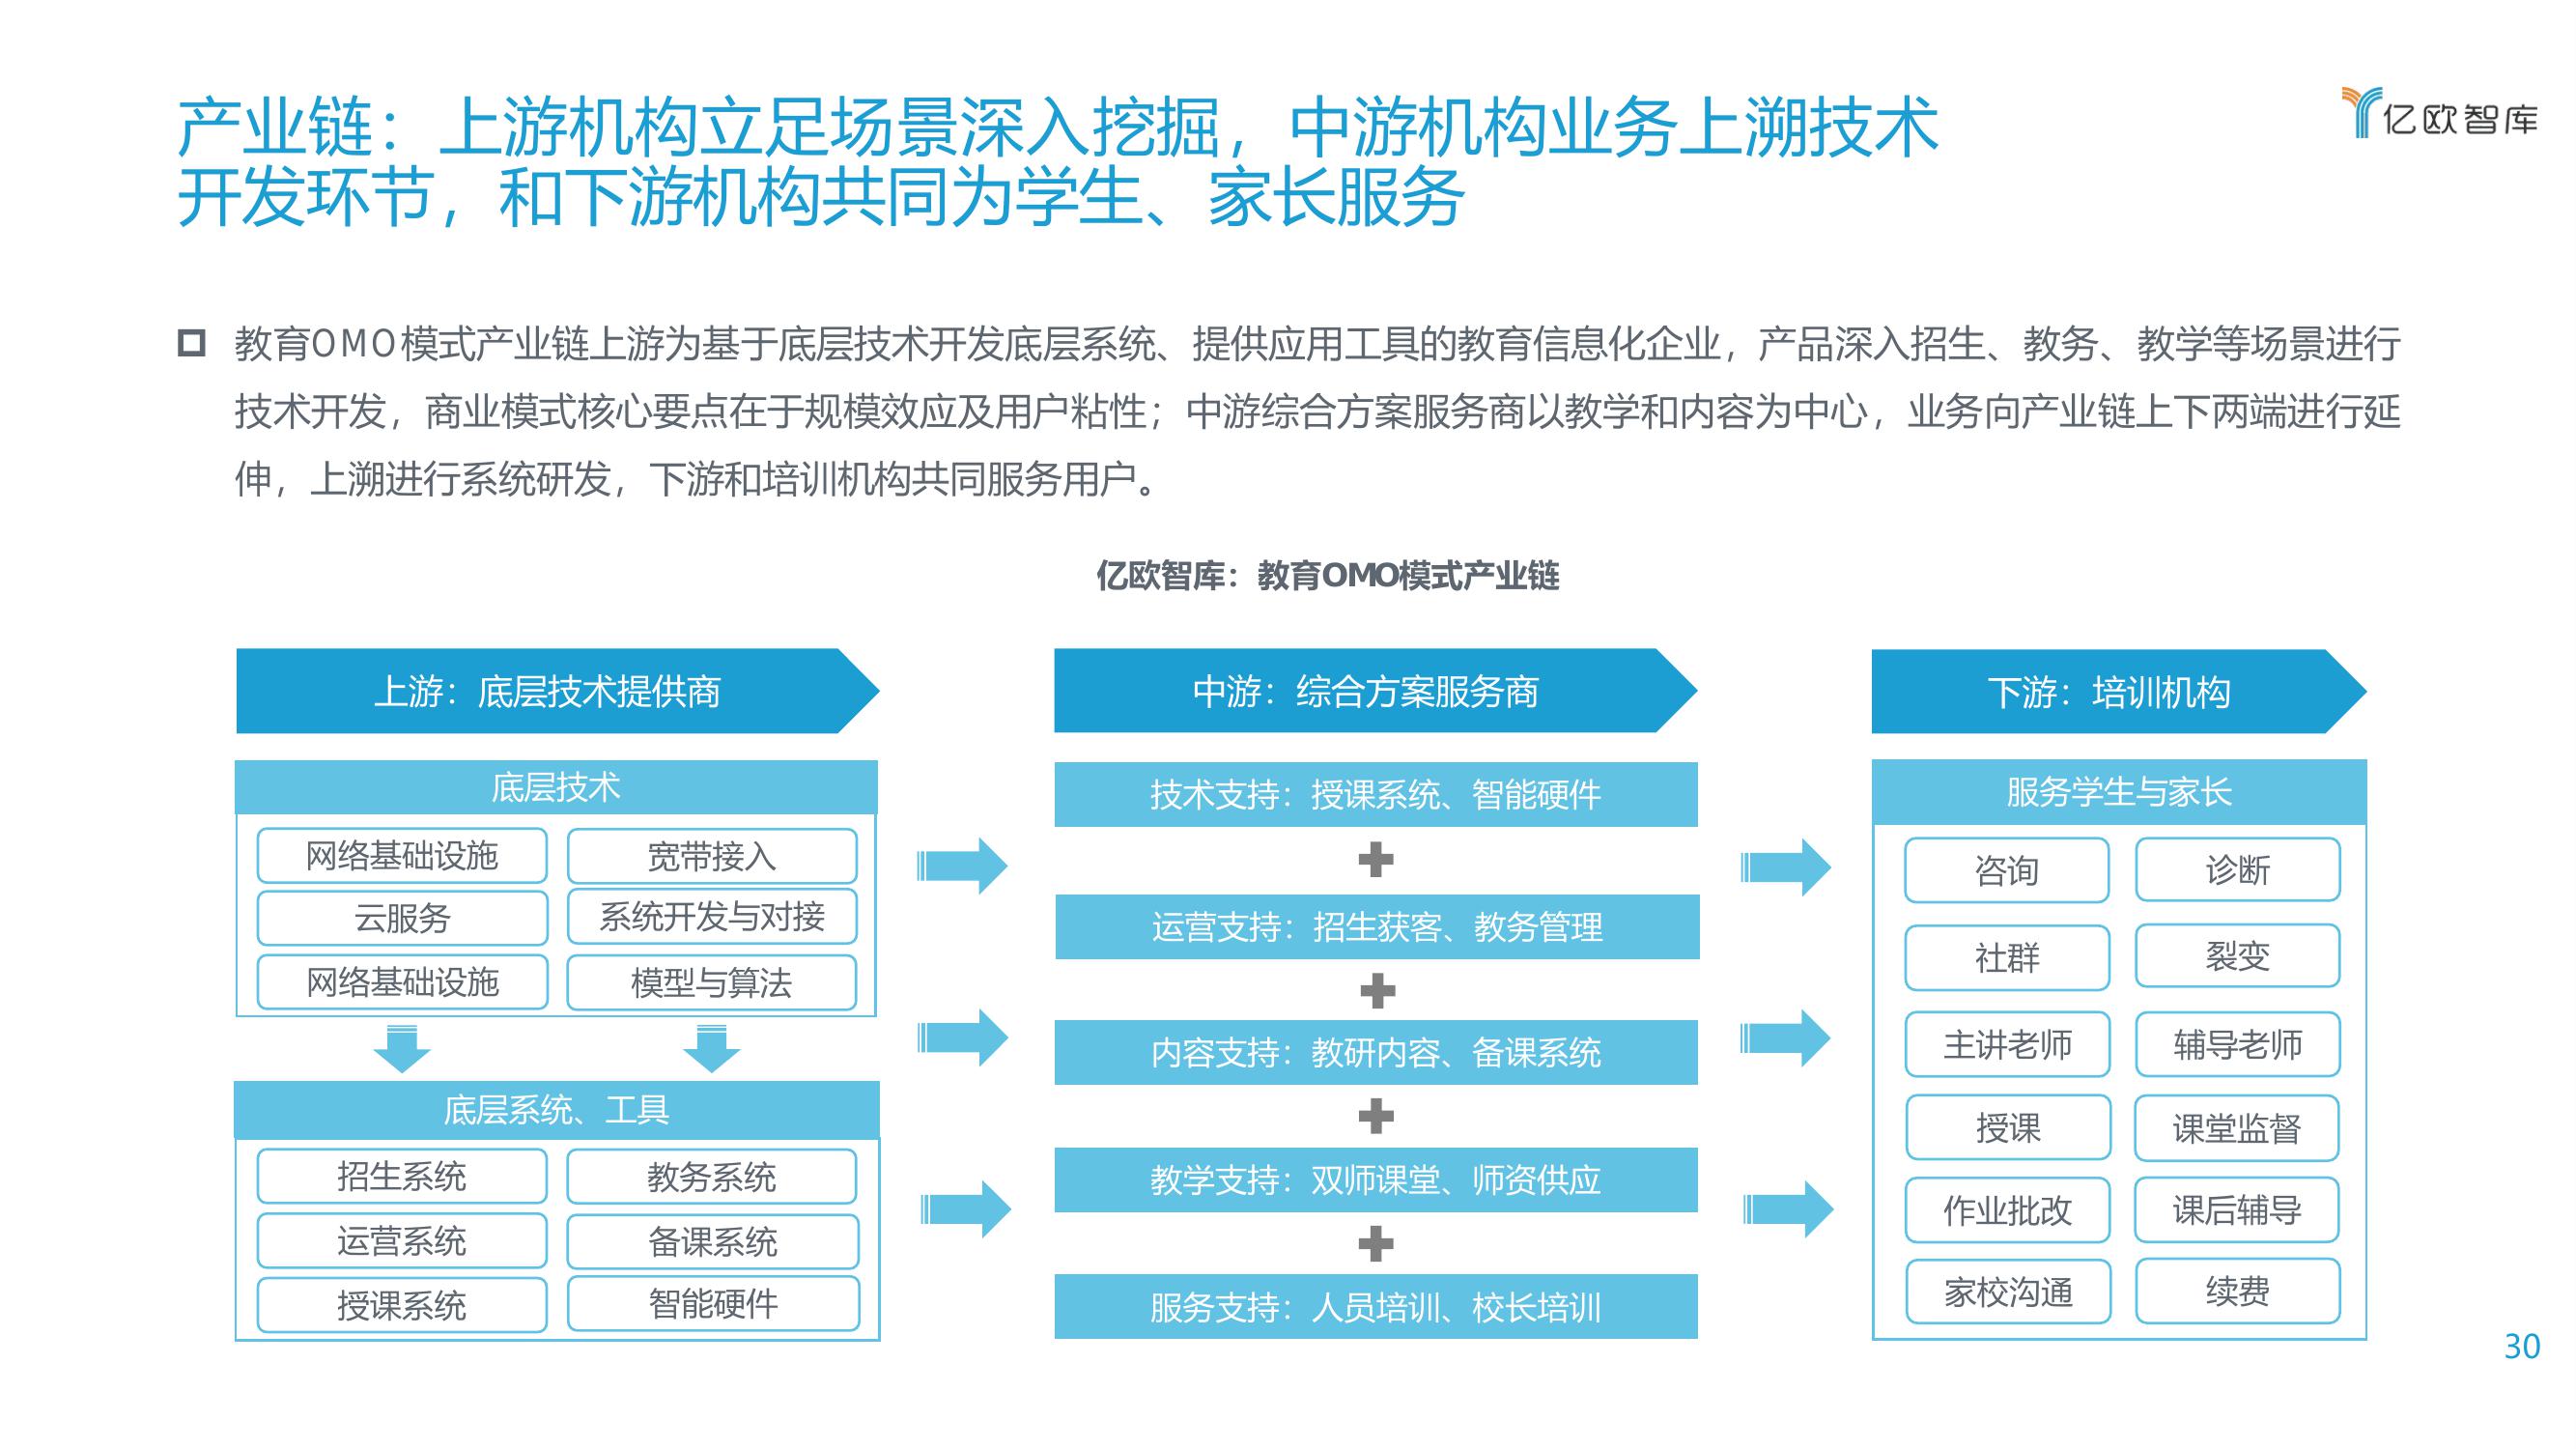 产业链：上游机构立足场景深入挖掘，中游机构业务上溯技术
开发环节，和下游机构共同为学生、家长服务
亿欧智库
教育OMO模式产业链上游为基于底层技术开发底层系统、提供应用工具的教育信息化企业，产品深入招生、教务、教学等场景进行
技术开发，商业模式核心要点在于规模效应及用户粘性；中游综合方案服务商以教学和内容为中心，业务向产业链上下两端进行延
伸，上溯进行系统研发，下游和培训机构共同服务用户。
亿欧智库：教育OMO模式产业链
上游：底层技术提供商
底层技术
网络基础设施
宽带接入
云服务
系统开发与对接
网络基础设施
模型与算法
底层系统、工具
招生系统
教务系统
运营系统
备课系统
授课系统
智能硬件
中游：综合方案服务商
技术支持：授课系统、智能硬件
运营支持：招生获客、教务管理
内容支持：教研内容、备课系统
教学支持：双师课堂、师资供应
服务支持：人员培训、校长培训
下游：培训机构
服务学生与家长
咨询
诊断
社群
裂变
主讲老师
辅导老师
授课
课堂监督
作业批改
课后辅导
家校沟通
续费
30